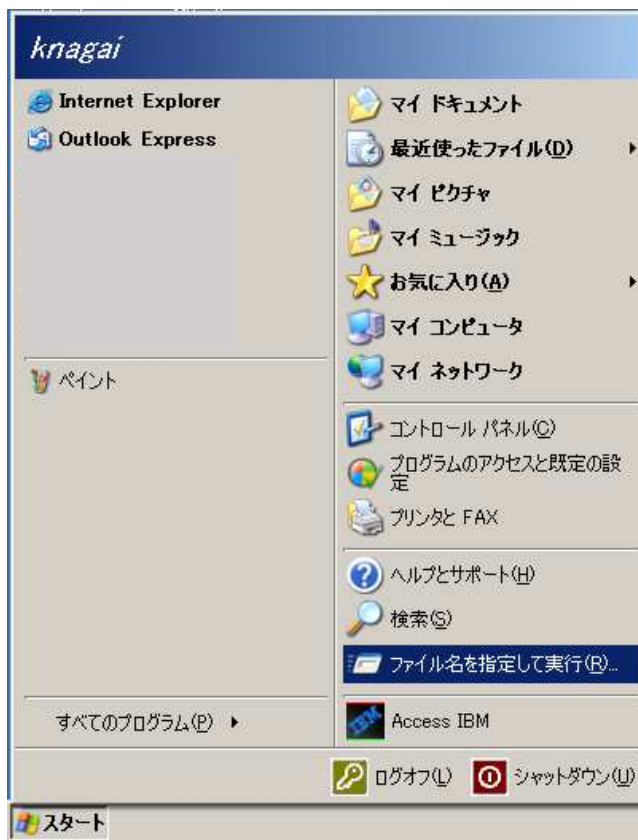 knagai
Internet Explorer
Outlook Express
ペイント
すべてのプログラム(P)
マイ ドキュメント
最近使ったファイル(D)
マイ ピクチャ
マイ ミュージック
お気に入り(A)
マイ コンピュータ
マイ ネットワーク
コントロール パネル(C)
プログラムのアクセスと既定の設
定
プリンタと FAX
ヘルプとサポート(H)
検索(S)
ファイル名を指定して実行(R)...
IBM
Access IBM
ログオフ(L)
シャットダウン(U)
スタート